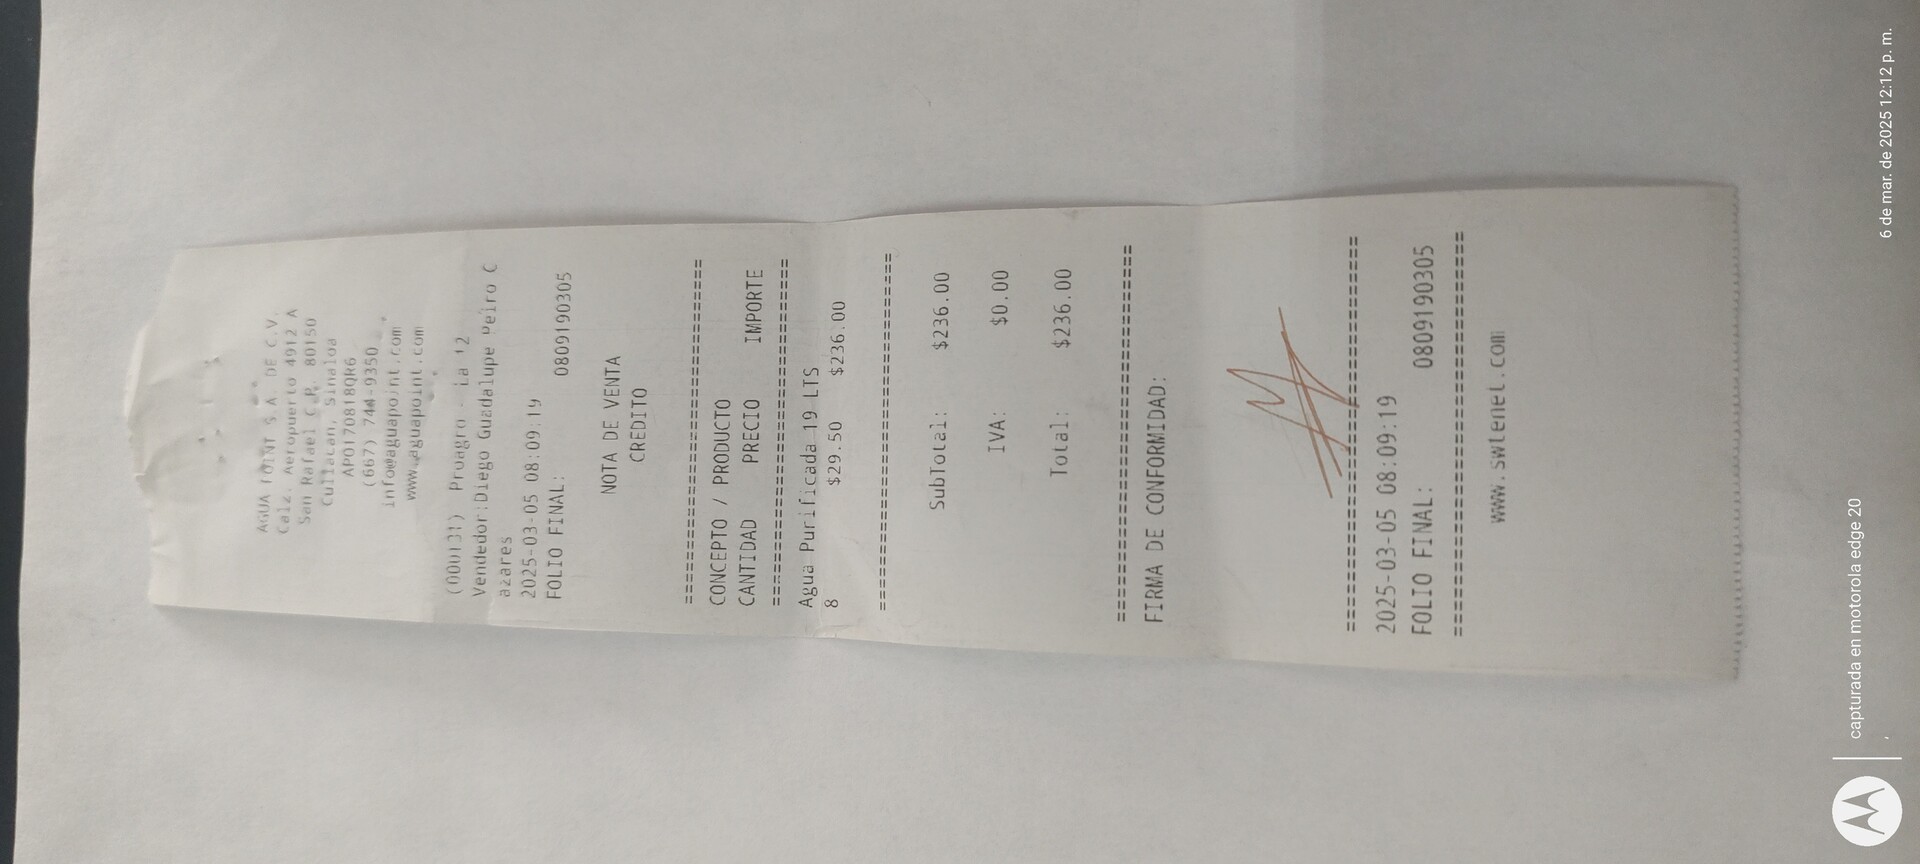 AGUA POINT S.A. DE C.V.
Calz. Aeropuerto 4912 A
San Rafael C.P. 80150
Culiacan, Sinaloa
APO170818QR6
(667) 744-9350
info@aguapoint.com
www.aguapoint.com
(000131) Proagro - La 12
Vendedor:Diego Guadalupe Peiro C
azares
2025-03-05 08:09:19
FOLIO FINAL: 0809190305
NOTA DE VENTA
CREDITO
================================
CONCEPTO / PRODUCTO
CANTIDAD PRECIO IMPORTE
================================
Agua Purificada 19 LTS
8 $29.50 $236.00
================================
SubTotal: $236.00
IVA: $0.00
Total: $236.00
================================
FIRMA DE CONFORMIDAD:
================================
2025-03-05 08:09:19
FOLIO FINAL: 0809190305
================================
www.swtenet.com
capturada en motorola edge 20
6 de mar. de 2025 12:12 p. m.